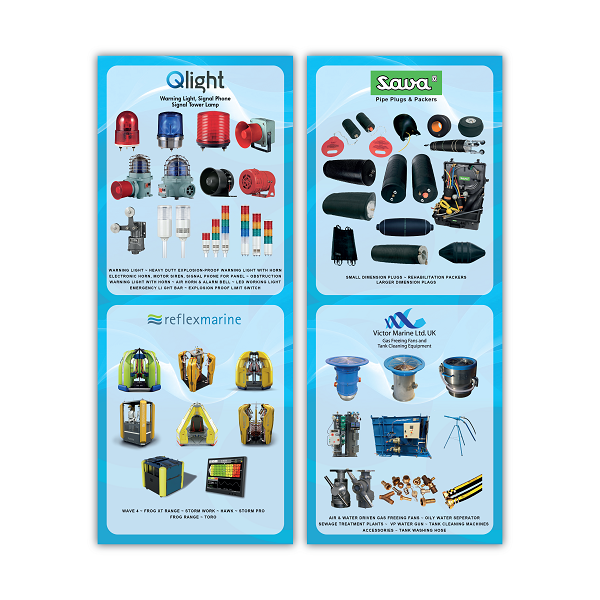 Qlight
Warning Light, Signal Phone
Signal Tower Lamp
WARNING LIGHT ~ HEAVY DUTY EXPLOSION-PROOF WARNING LIGHT WITH HORN
ELECTRONIC HORN, MOTOR SIREN, SIGNAL PHONE FOR PANEL ~ OBSTRUCTION
WARNING LIGHT WITH HORN ~ AIR HORN & ALARM BELL ~ LED WORKING LIGHT
EMERGENCY LIGHT BAR ~ EXPLOSION PROOF LIMIT SWITCH
Sava®
Pipe Plugs & Packers
SMALL DIMENSION PLUGS ~ REHABILITATION PACKERS
LARGER DIMENSION PLAGS
reflexmarine
WAVE 4 ~ FROG XT RANGE ~ STORM WORK ~ HAWK ~ STORM PRO
FROG RANGE ~ TORO
Victor Marine Ltd. UK
Gas Freeing Fans and
Tank Cleaning Equipment
AIR & WATER DRIVEN GAS FREEING FANS ~ OILY WATER SEPERATOR
SEWAGE TREATMENT PLANTS ~ VP WATER GUN ~ TANK CLEANING MACHINES
ACCESSORIES ~ TANK WASHING HOSE